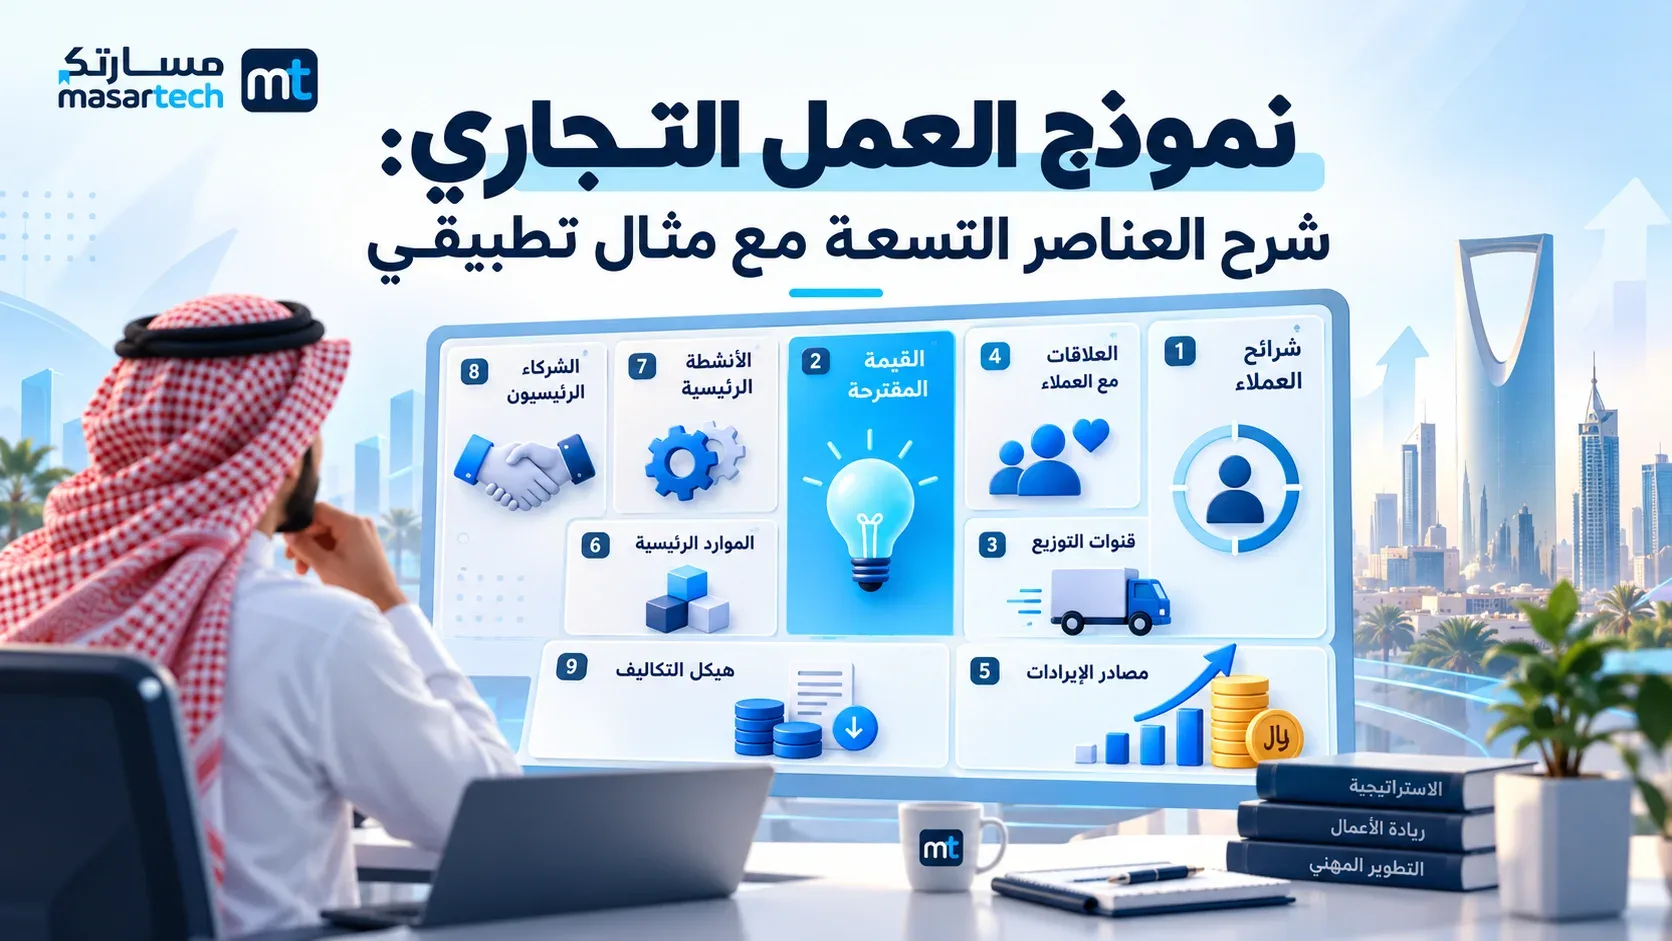 مسارتك
masartech
mt
نموذج العمل التجاري:
شرح العناصر التسعة مع مثال تطبيقي
1
شرائح
العملاء
4
العلاقات
مع العملاء
2
القيمة
المقترحة
7
الأنشطة
الرئيسية
8
الشركاء
الرئيسيون
3
قنوات التوزيع
6
الموارد الرئيسية
5
مصادر الإيرادات
9
هيكل التكاليف
الاستراتيجية
ريادة الأعمال
التطوير المهني
mt